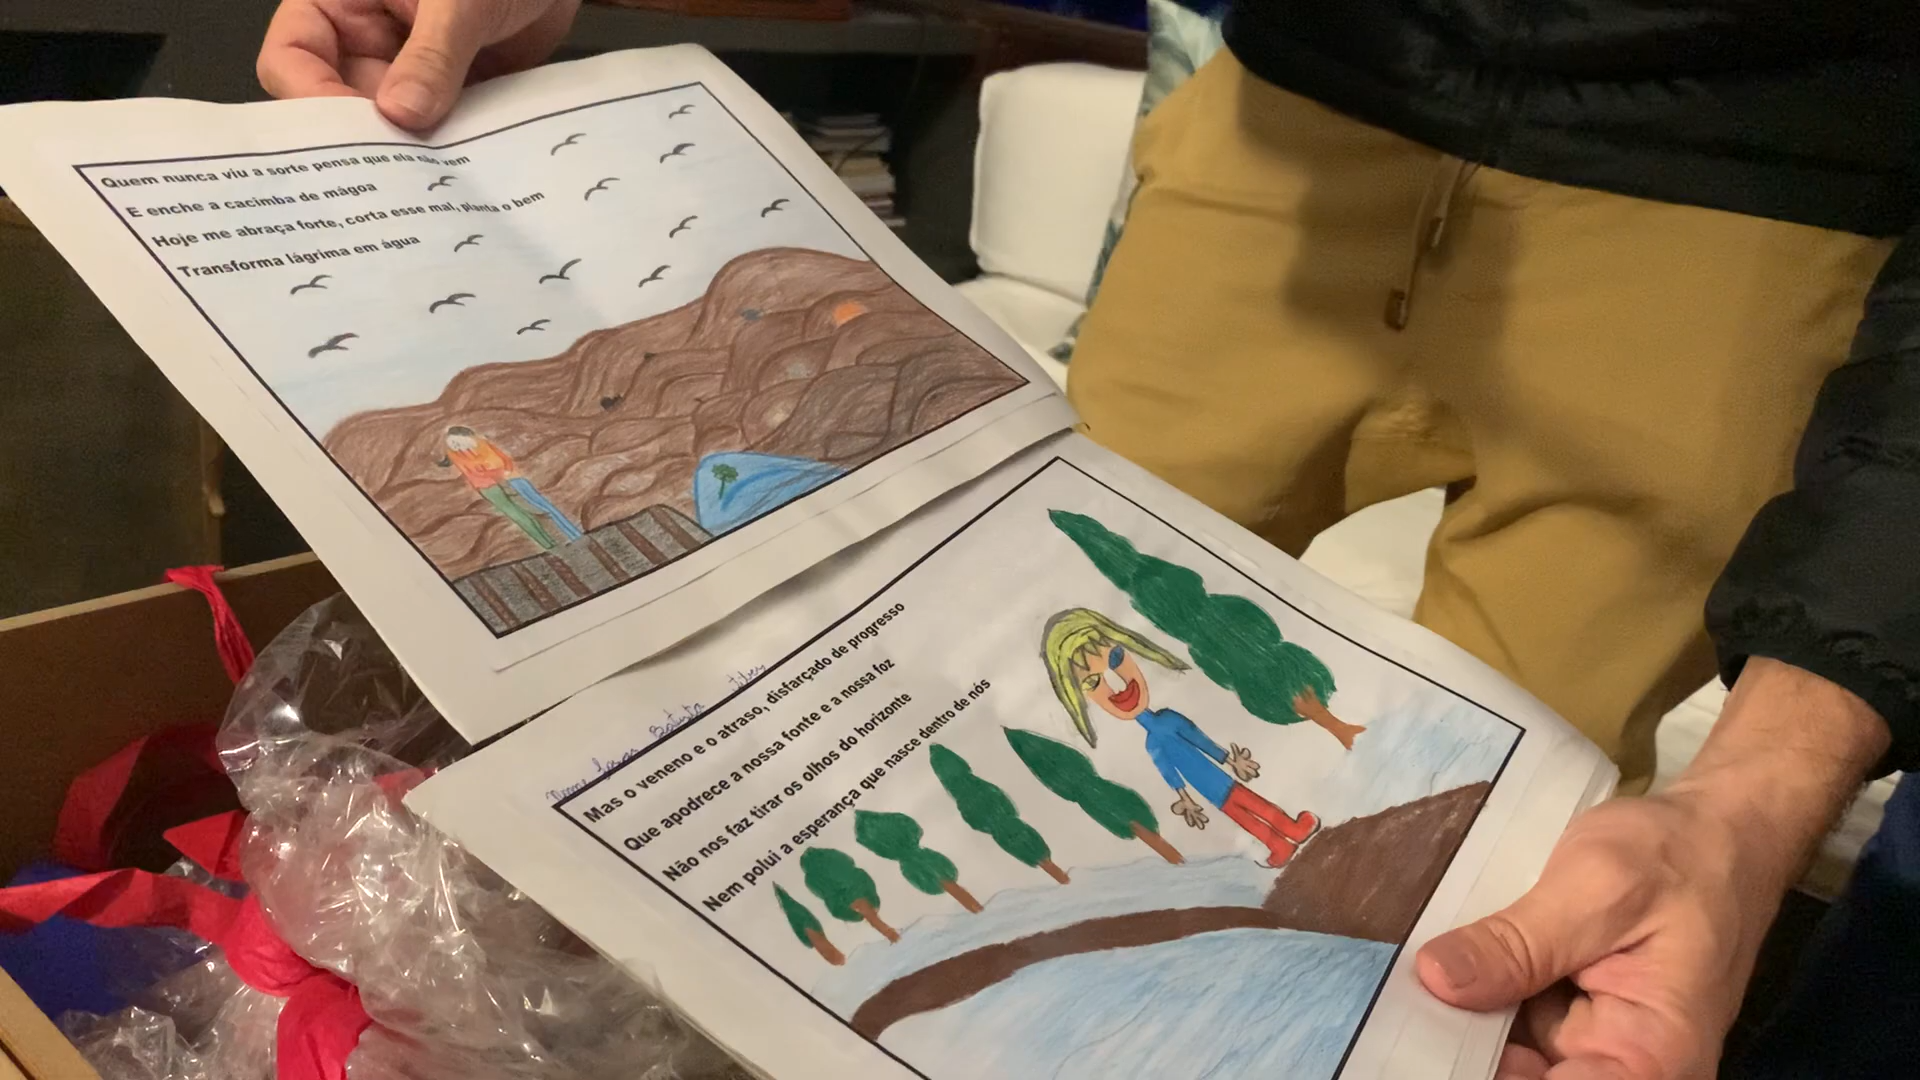 Quem nunca viu a sorte pensa que ela não vem
E enche a cacimba de mágoa
Hoje me abraça forte, corta esse mal, planta o bem
Transforma lágrima em água
Mas o veneno e o atraso, disfarçado de progresso
Que apodrece a nossa fonte e a nossa foz
Não nos faz tirar os olhos do horizonte
Nem polui a esperança que nasce dentro de nós